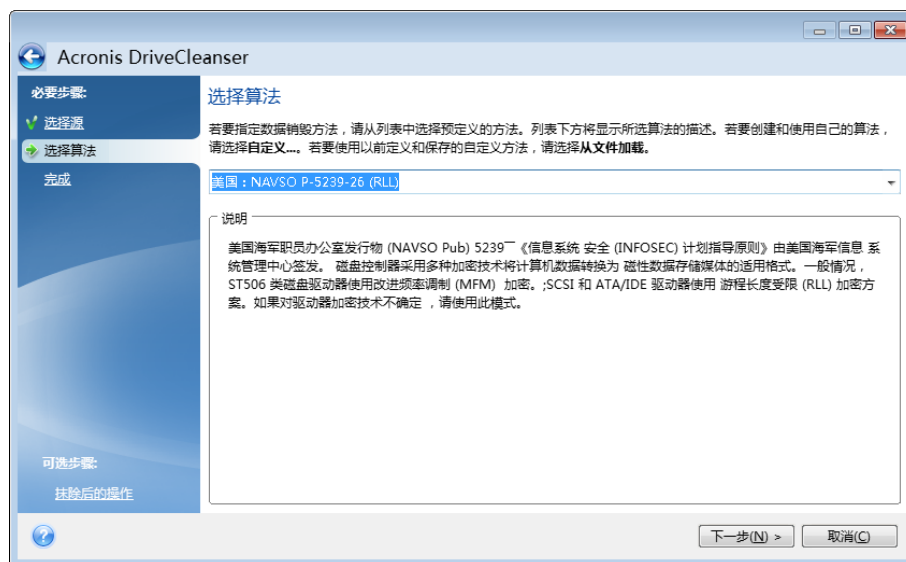 Acronis DriveCleanser
必要步骤:
选择源
选择算法
完成
可选步骤:
抹除后的操作
选择算法
若要指定数据销毁方法，请从列表中选择预定义的方法。列表下方将显示所选算法的描述。若要创建和使用自己的算法，
请选择自定义...。若要使用以前定义和保存的自定义方法，请选择从文件加载。
美国：NAVSO P-5239-26 (RLL)
说明
美国海军职员办公室发行物 (NAVSO Pub) 5239¯《信息系统 安全 (INFOSEC) 计划指导原则》由美国海军信息 系
统管理中心签发。 磁盘控制器采用多种加密技术将计算机数据转换为 磁性数据存储媒体的适用格式。一般情况，
ST506 类磁盘驱动器使用改进频率调制 (MFM) 加密。;SCSI 和 ATA/IDE 驱动器使用 游程长度受限 (RLL) 加密方
案。如果对驱动器加密技术不确定 ，请使用此模式。
下一步(N) >
取消(C)